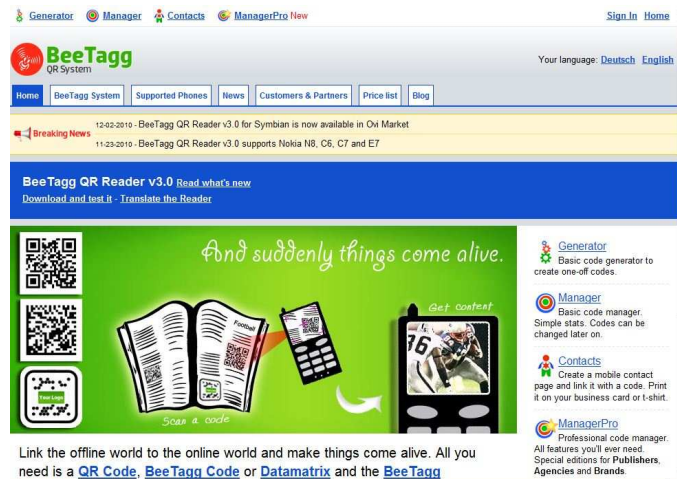 Generator Manager Contacts ManagerPro New Sign In Home
BeeTagg
QR System
Your language: Deutsch English
Home BeeTagg System Supported Phones News Customers & Partners Price list Blog
Breaking News
12-02-2010 - BeeTagg QR Reader v3.0 for Symbian is now available in Ovi Market
11-23-2010 - BeeTagg QR Reader v3.0 supports Nokia N8, C6, C7 and E7
BeeTagg QR Reader v3.0 Read what's new
Download and test it - Translate the Reader
And suddenly things come alive.
Get content
Football
36
Your Logo
Scan a code
Generator
Basic code generator to
create one-off codes.
Manager
Basic code manager.
Simple stats. Codes can be
changed later on.
Contacts
Create a mobile contact
page and link it with a code. Print
it on your business card or t-shirt.
ManagerPro
Professional code manager.
All features you'll ever need.
Special editions for Publishers,
Agencies and Brands.
Link the offline world to the online world and make things come alive. All you
need is a QR Code, BeeTagg Code or Datamatrix and the BeeTagg